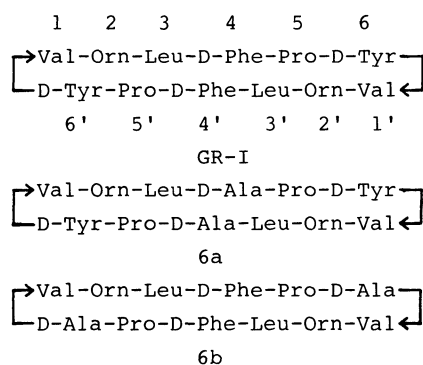 1 2 3 4 5 6
Val-Orn-Leu-D-Phe-Pro-D-Tyr
D-Tyr-Pro-D-Phe-Leu-Orn-Val
6' 5' 4' 3' 2' 1'
GR-I
Val-Orn-Leu-D-Ala-Pro-D-Tyr
D-Tyr-Pro-D-Ala-Leu-Orn-Val
6a
Val-Orn-Leu-D-Phe-Pro-D-Ala
D-Ala-Pro-D-Phe-Leu-Orn-Val
6b